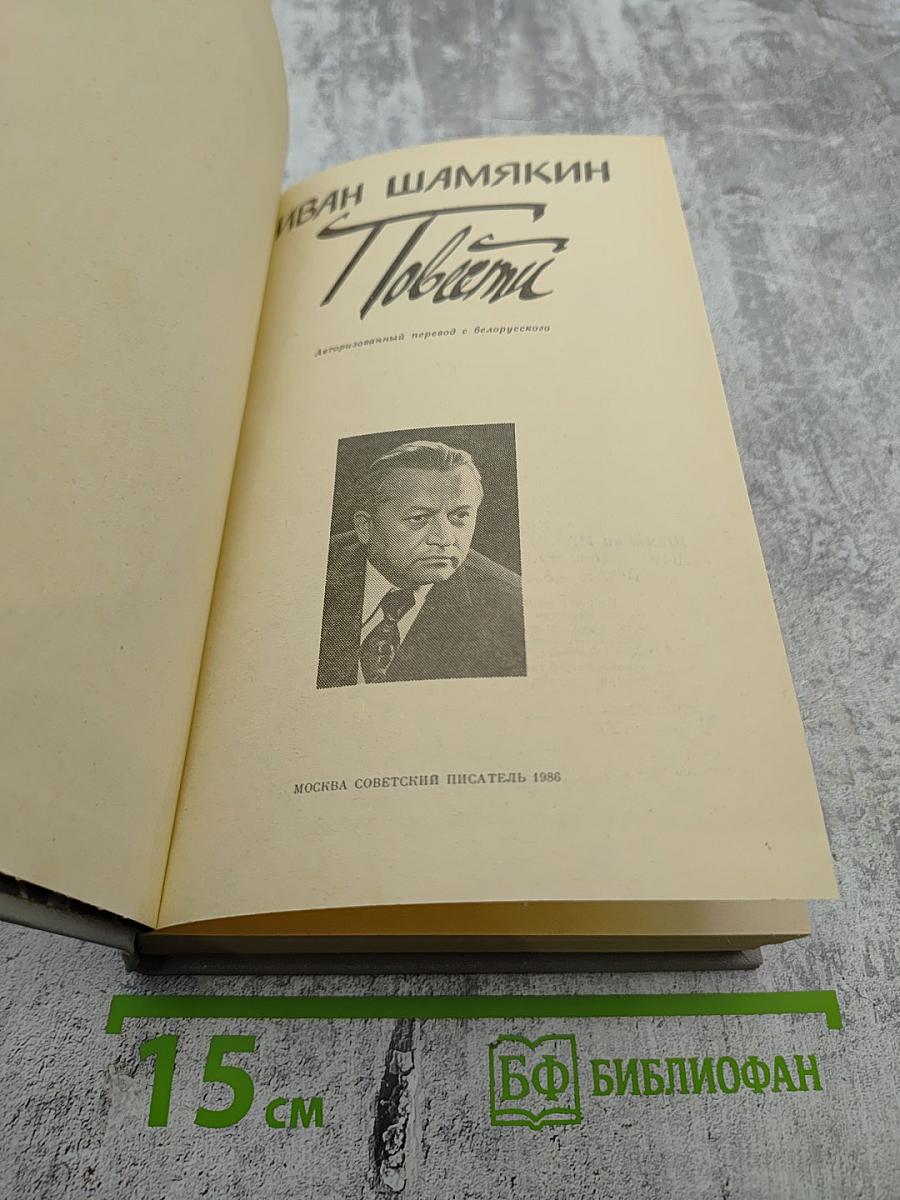 ИВАН ШАМЯКИН
Повести
Авторизованный перевод с белорусского
МОСКВА СОВЕТСКИЙ ПИСАТЕЛЬ 1986
15 см
БФ БИБЛИОФАН